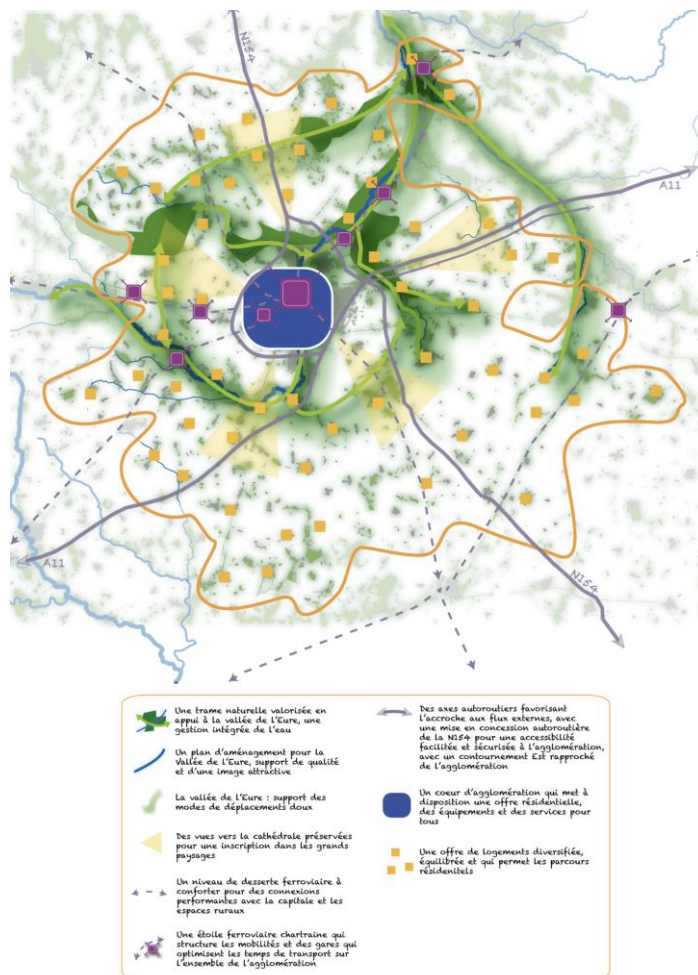 N154
A11
A11
N154
Une trame naturelle valorisée en
appui à la vallée de l'Eure, une
gestion intégrée de l'eau
Un plan d'aménagement pour la
Vallée de l'Eure, support de qualité
et d'une image attractive
La vallée de l'Eure : support des
modes de déplacements doux
Des vues vers la cathédrale préservées
pour une inscription dans les grands
paysages
Un niveau de desserte ferroviaire à
conforter pour des connexions
performantes avec la capitale et les
espaces ruraux
Une étoile ferroviaire chartraine qui
structure les mobilités et des gares qui
optimisent les temps de transport sur
l'ensemble de l'agglomération
Des axes autoroutiers favorisant
l'accroche aux flux externes, avec
une mise en concession autoroutière
de la N154 pour une accessibilité
facilitée et sécurisée à l'agglomération,
avec un contournement Est rapproché
de l'agglomération
Un coeur d'agglomération qui met à
disposition une offre résidentielle,
des équipements et des services pour
tous
Une offre de logements diversifiée,
équilibrée et qui permet les parcours
résidenitels